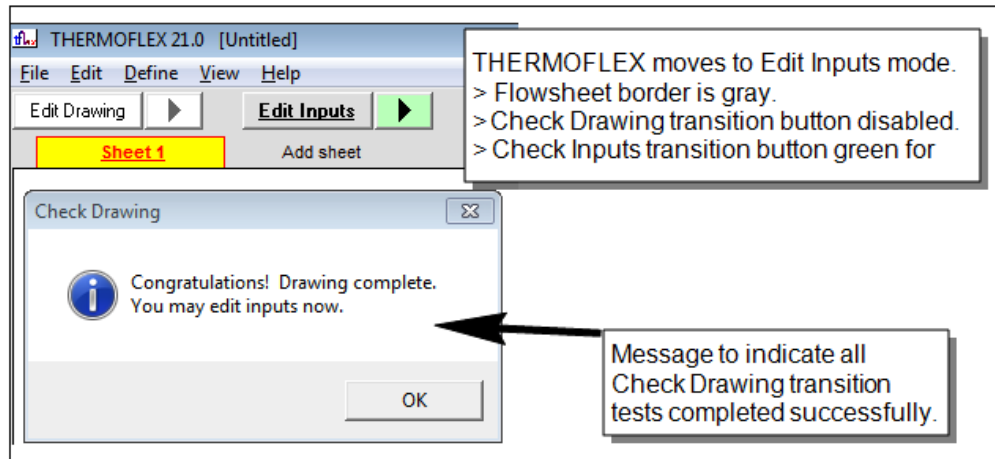 THERMOFLEX 21.0 [Untitled]
File Edit Define View Help
Edit Drawing Edit Inputs
Sheet 1 Add sheet
THERMOFLEX moves to Edit Inputs mode.
> Flowsheet border is gray.
> Check Drawing transition button disabled.
> Check Inputs transition button green for
Check Drawing
Congratulations! Drawing complete.
You may edit inputs now.
OK
Message to indicate all
Check Drawing transition
tests completed successfully.